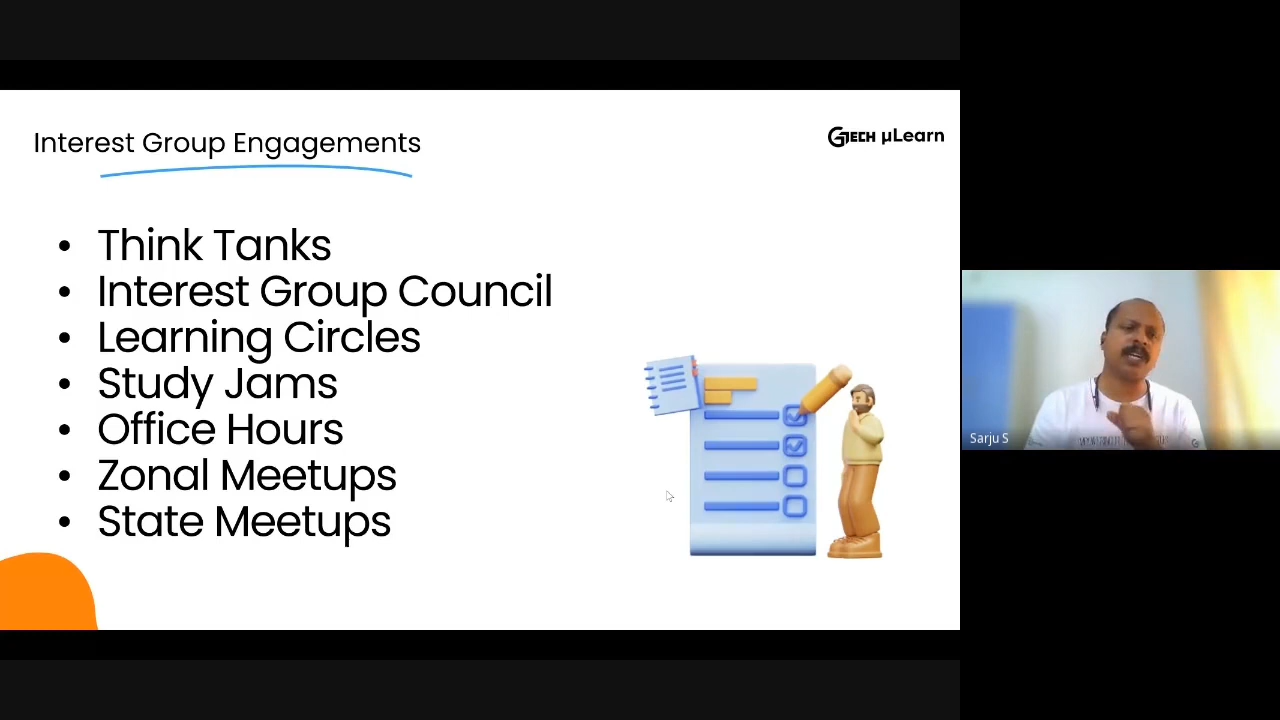 Interest Group Engagements
GTECH µLearn
• Think Tanks
• Interest Group Council
• Learning Circles
• Study Jams
• Office Hours
• Zonal Meetups
• State Meetups
Sarju S